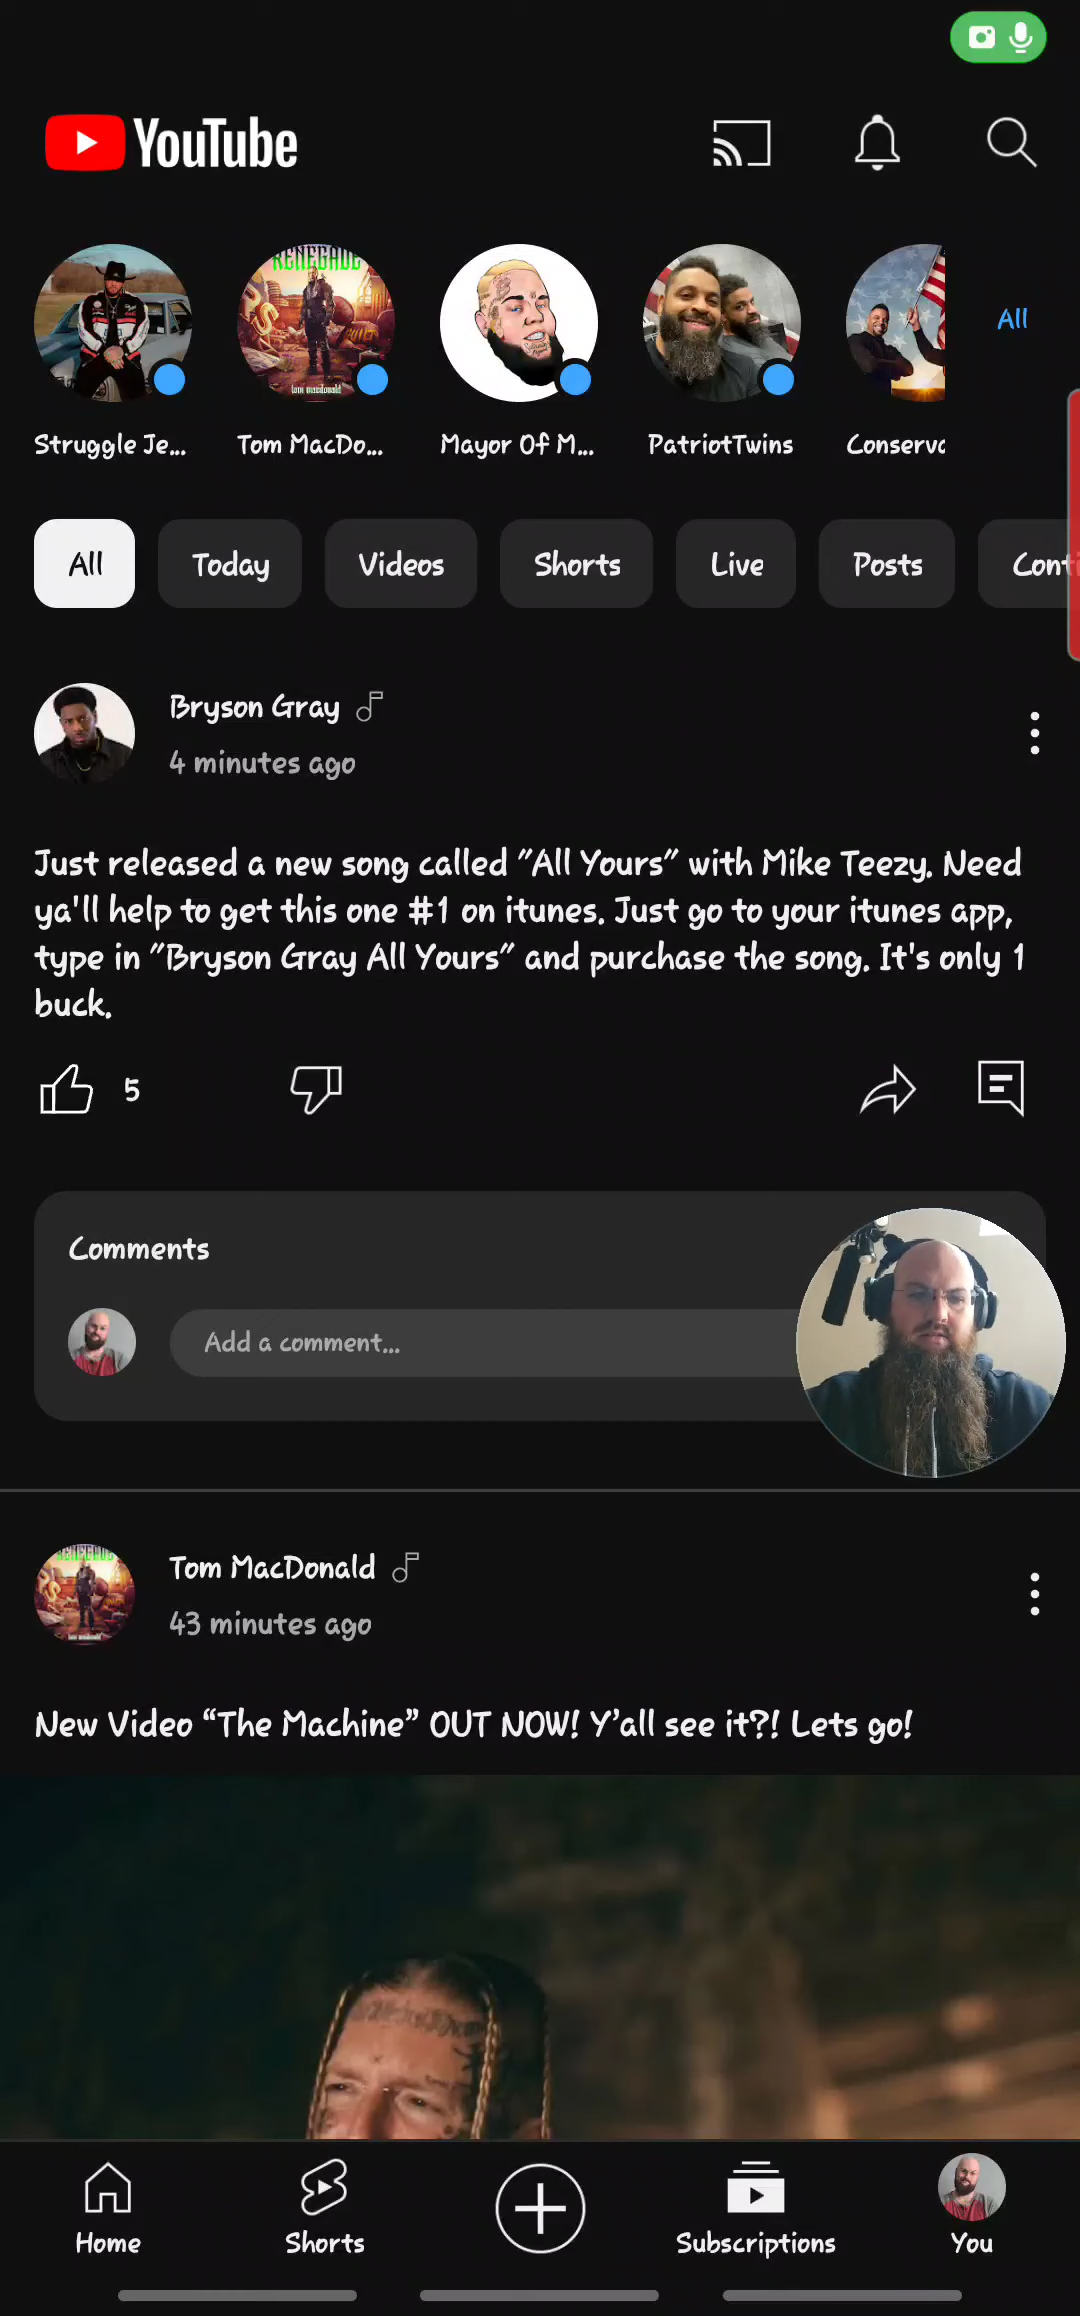 YouTube
RENEGADE
tom macdonald
Struggle Je...
Tom MacDo...
Mayor Of M...
PatriotTwins
Conserva
All
All
Today
Videos
Shorts
Live
Posts
Conti
Bryson Gray
4 minutes ago
Just released a new song called "All Yours" with Mike Teezy. Need
ya'll help to get this one #1 on itunes. Just go to your itunes app,
type in "Bryson Gray All Yours" and purchase the song. It's only 1
buck.
5
Comments
Add a comment...
Tom MacDonald
43 minutes ago
New Video “The Machine” OUT NOW! Y’all see it?! Lets go!
Home
Shorts
Subscriptions
You